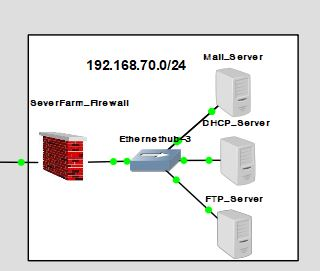 Mail_Server
192.168.70.0/24
SeverFarm_Firewall
DHCP_Server
Ethernethub-3
FTP_Server